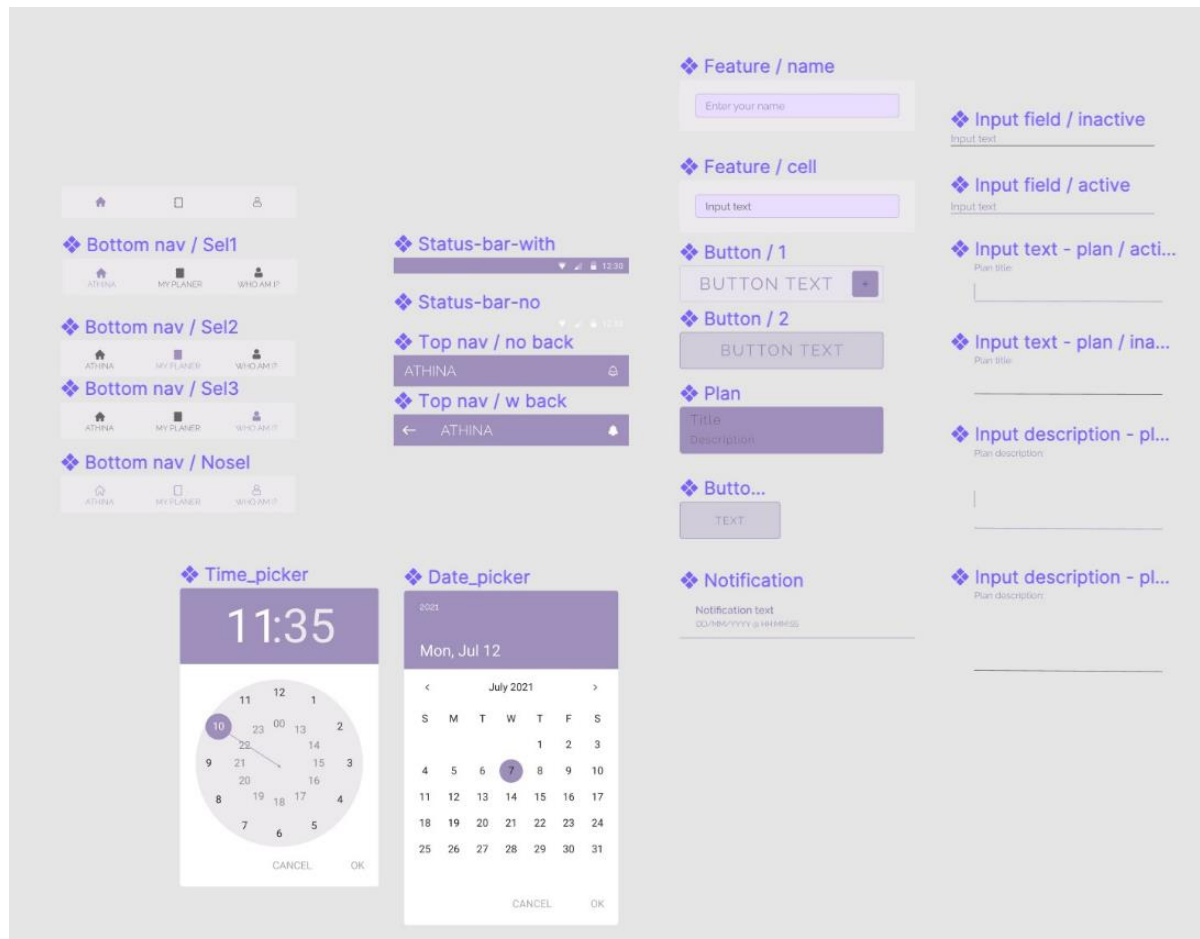 Bottom nav / Sel1
ATHINA MY PLANER WHO AM I?
Bottom nav / Sel2
ATHINA MY PLANER WHO AM I?
Bottom nav / Sel3
ATHINA MY PLANER WHO AM I?
Bottom nav / Nosel
ATHINA MY PLANER WHO AM I?
Status-bar-with
12:30
Status-bar-no
12:30
Top nav / no back
ATHINA
Top nav / w back
ATHINA
Feature / name
Enter your name
Feature / cell
Input text
Button / 1
BUTTON TEXT +
Button / 2
BUTTON TEXT
Plan
Title
Description
Butto...
TEXT
Notification
Notification text
DD/MM/YYYY @ HH:MM:SS
Input field / inactive
Input text
Input field / active
Input text
Input text - plan / acti...
Plan title:
Input text - plan / ina...
Plan title:
Input description - pl...
Plan description:
Input description - pl...
Plan description:
Time_picker
11:35
12
11 1
00
10 23 13 2
22 14
9 21 15 3
20 16
8 19 18 17 4
7 5
6
CANCEL OK
Date_picker
2021
Mon, Jul 12
< July 2021 >
S M T W T F S
1 2 3
4 5 6 7 8 9 10
11 12 13 14 15 16 17
18 19 20 21 22 23 24
25 26 27 28 29 30 31
CANCEL OK